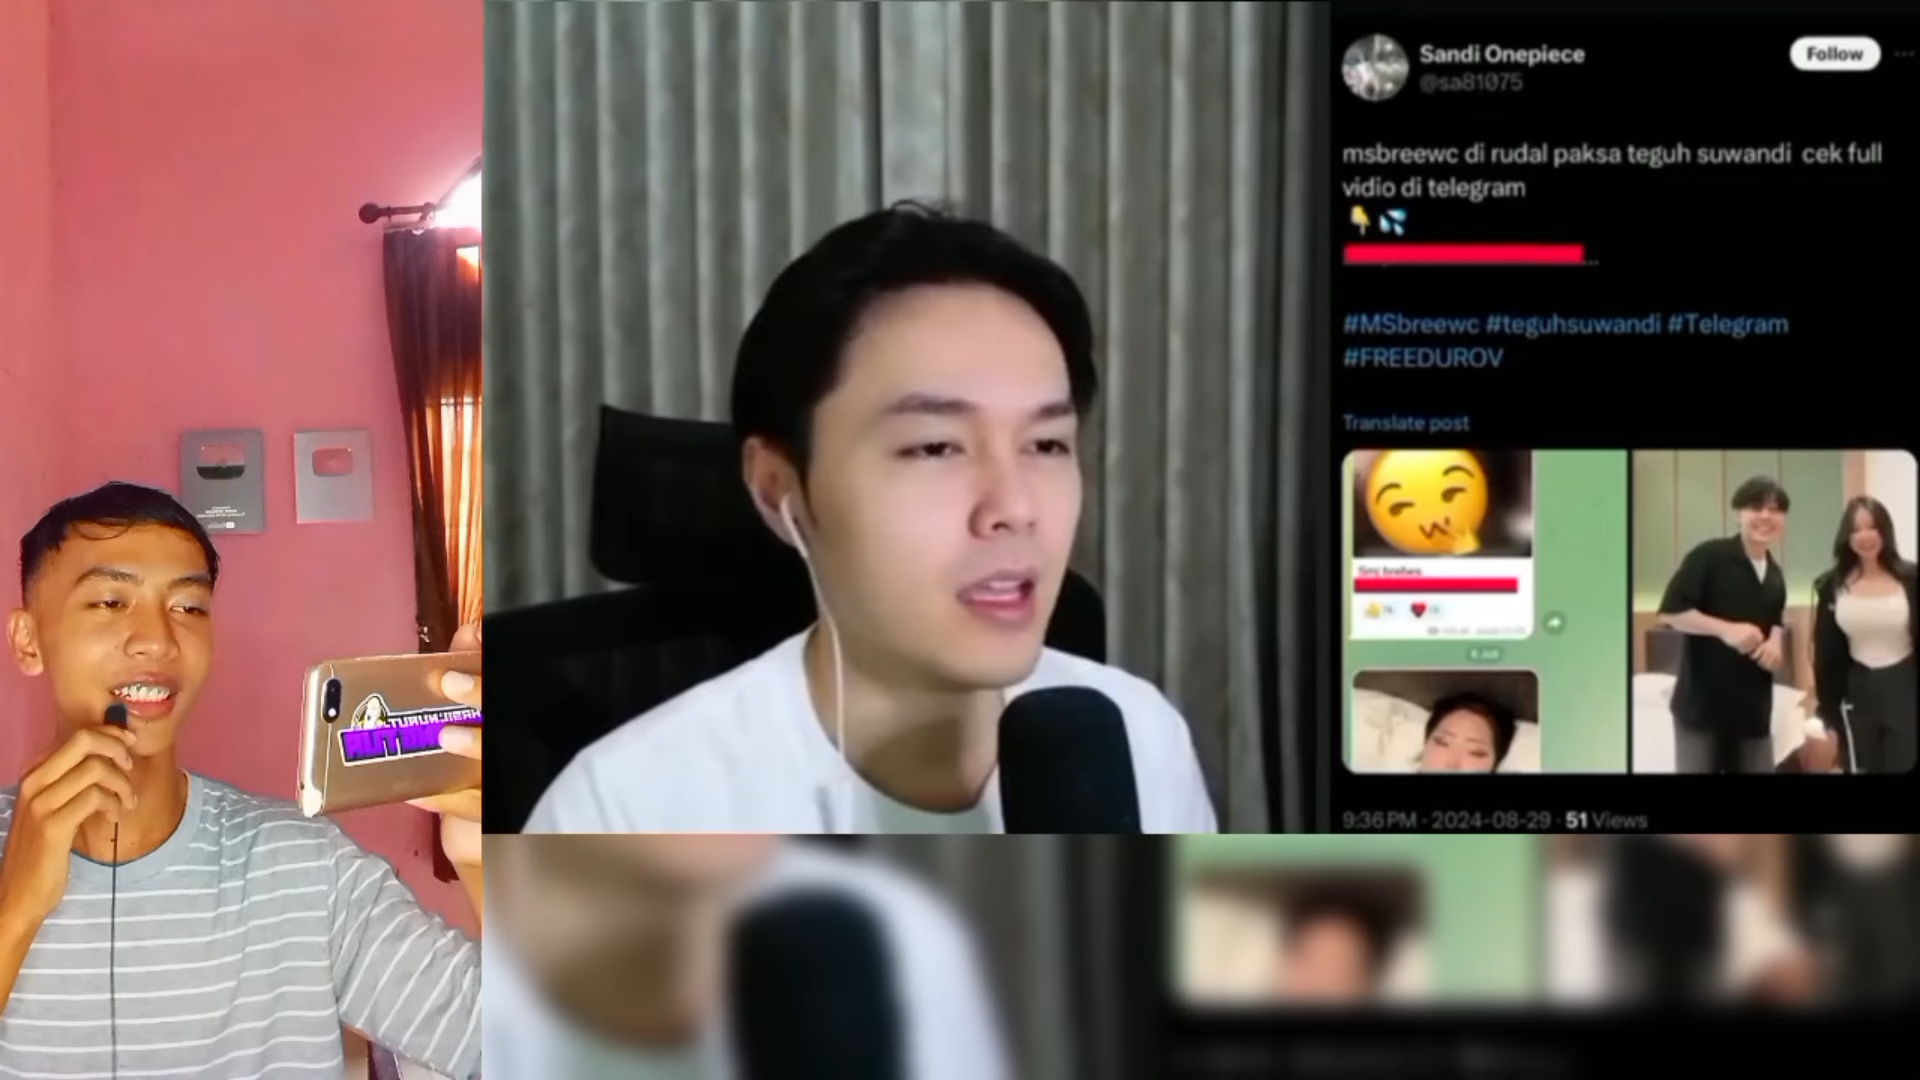 Sandi Onepiece
@sa81075
Follow
msbreewc di rudal paksa teguh suwandi cek full
vidio di telegram
...
#MSbreewc #teguhsuwandi #Telegram
#FREEDUROV
Translate post
9:36 PM · 2024-08-29 · 51 Views